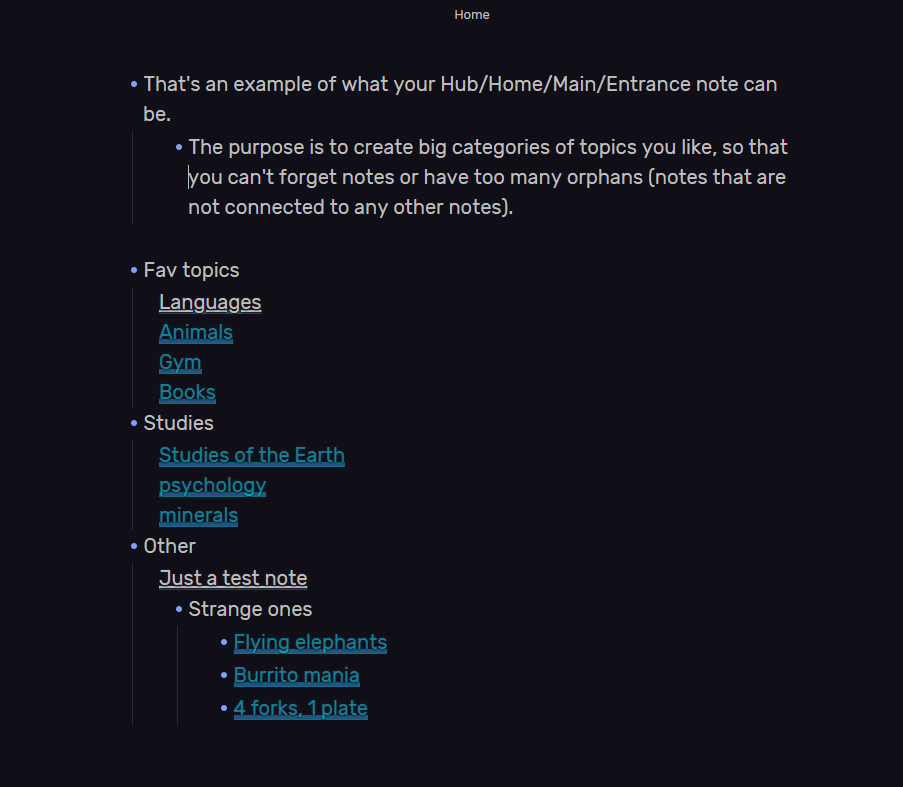 Home
That's an example of what your Hub/Home/Main/Entrance note can
be.
The purpose is to create big categories of topics you like, so that
you can't forget notes or have too many orphans (notes that are
not connected to any other notes).
Fav topics
Languages
Animals
Gym
Books
Studies
Studies of the Earth
psychology
minerals
Other
Just a test note
Strange ones
Flying elephants
Burrito mania
4 forks, 1 plate